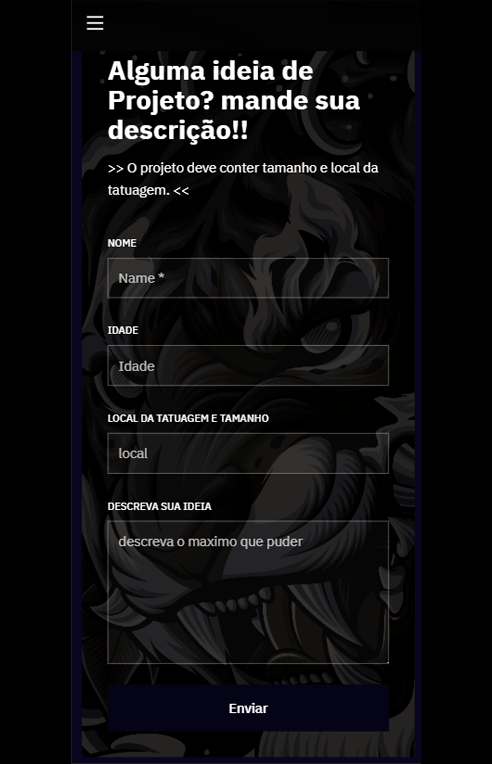 Alguma ideia de
Projeto? mande sua
descrição!!
>> O projeto deve conter tamanho e local da
tatuagem. <<
NOME
Name *
IDADE
Idade
LOCAL DA TATUAGEM E TAMANHO
local
DESCREVA SUA IDEIA
descreva o maximo que puder
Enviar